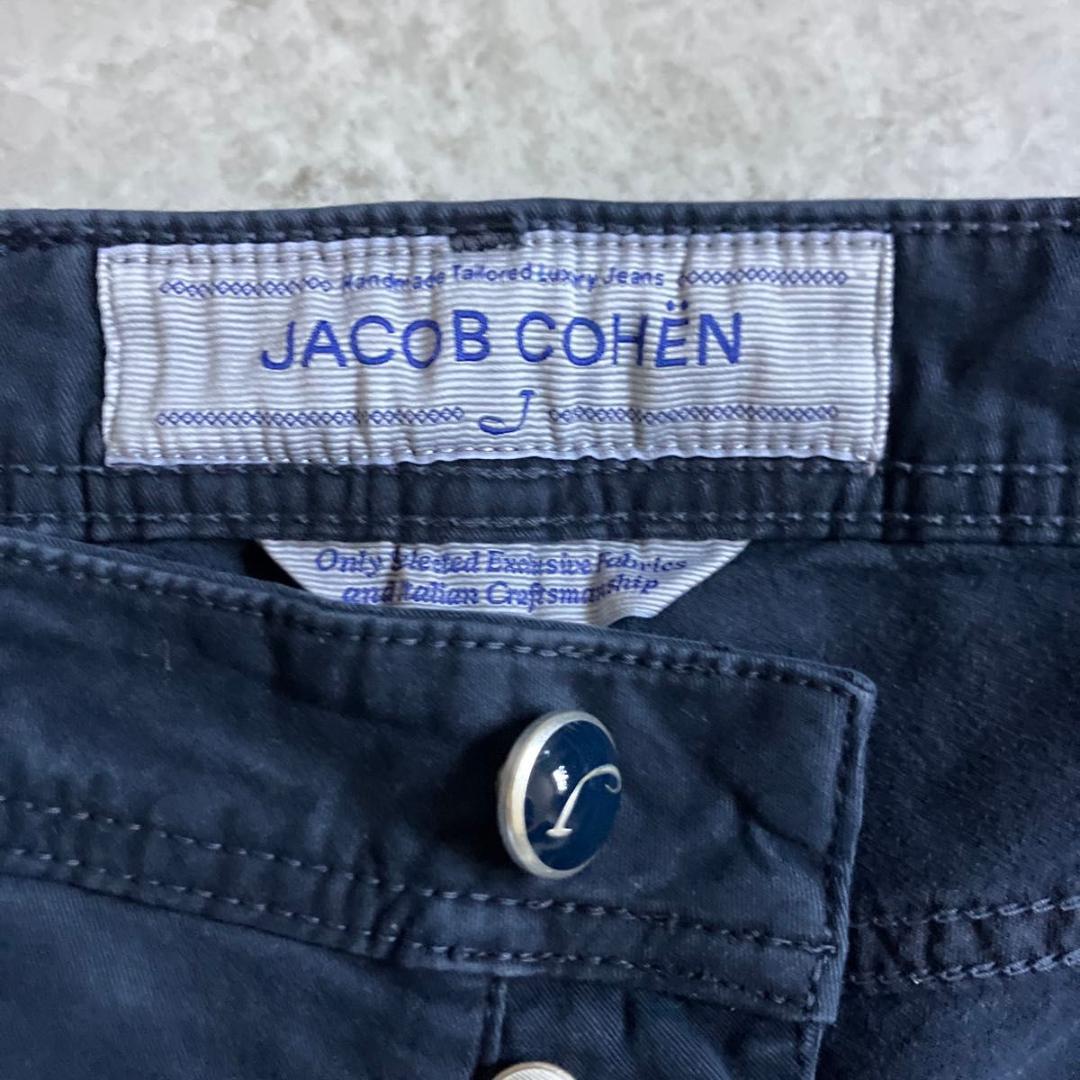 Handmade Tailored Luxury Jeans
JACOB COHËN
J
Only Selected Exclusive Fabrics
and Italian Craftsmanship
J